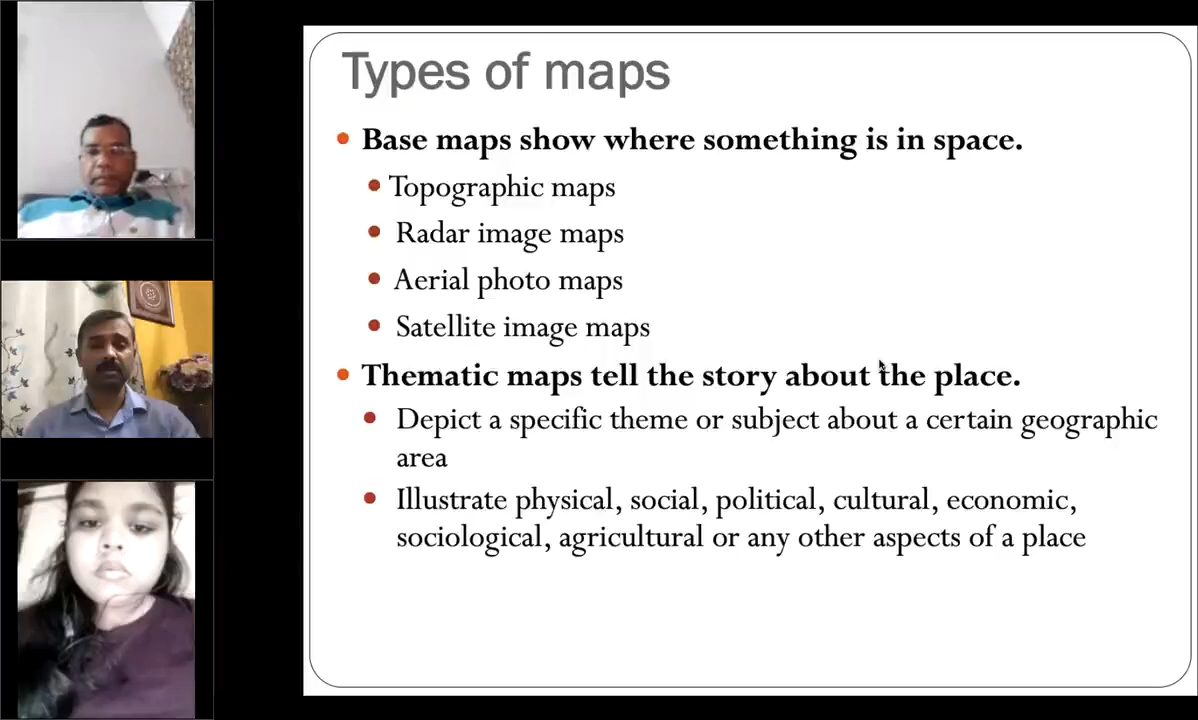 Types of maps
Base maps show where something is in space.
Topographic maps
Radar image maps
Aerial photo maps
Satellite image maps
Thematic maps tell the story about the place.
Depict a specific theme or subject about a certain geographic
area
Illustrate physical, social, political, cultural, economic,
sociological, agricultural or any other aspects of a place